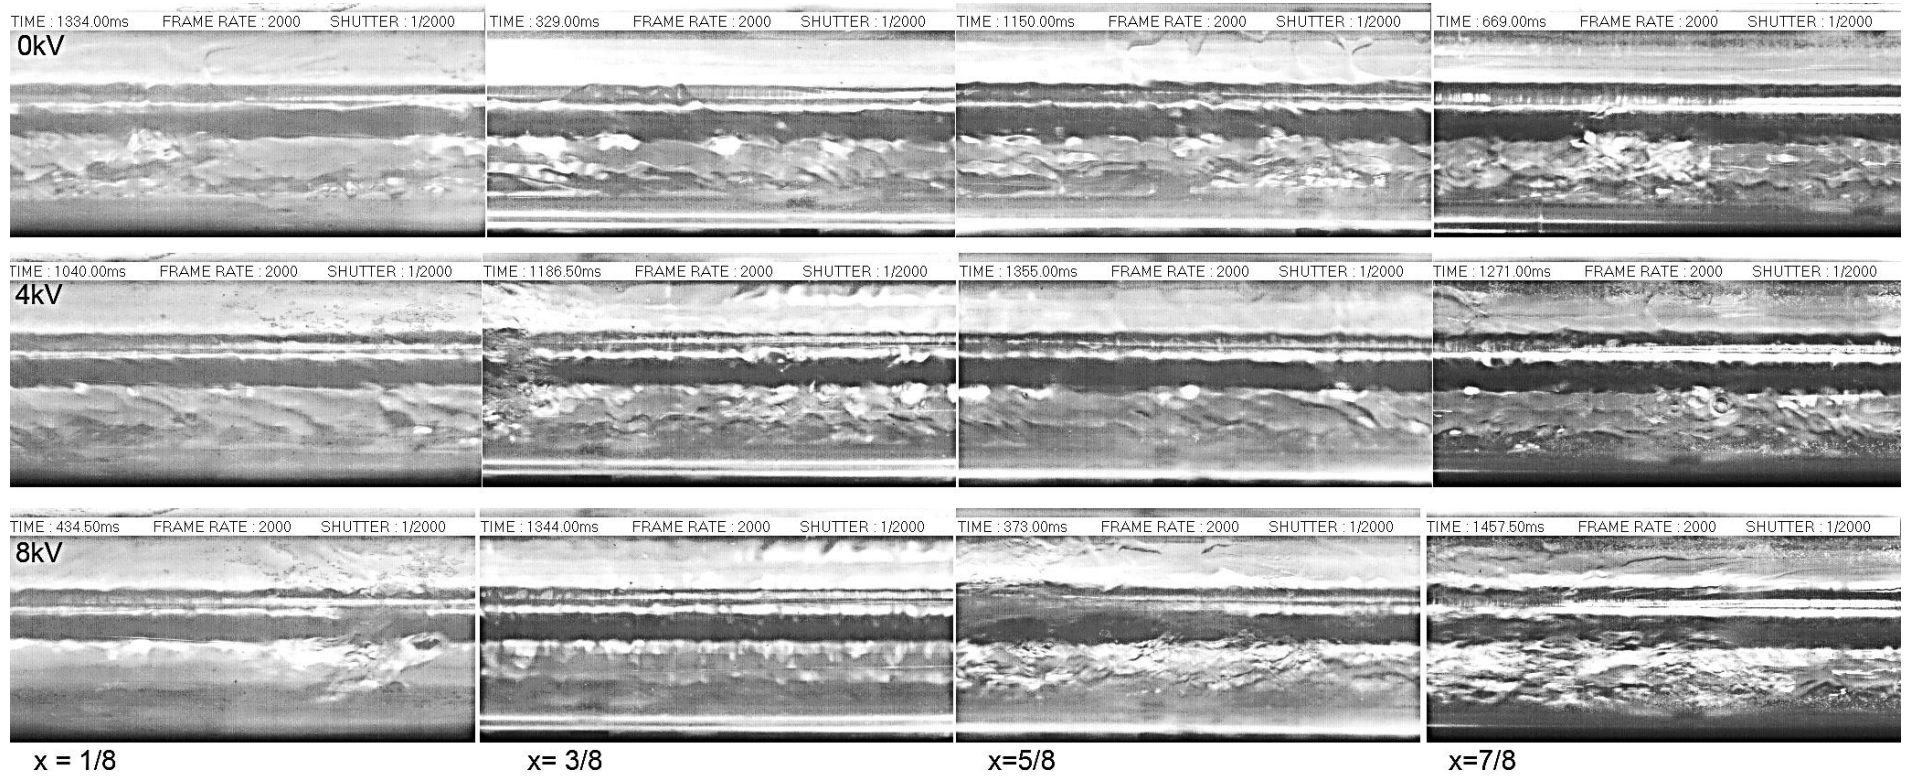 TIME : 1334.00ms FRAME RATE : 2000 SHUTTER : 1/2000 TIME : 329.00ms FRAME RATE : 2000 SHUTTER : 1/2000 TIME : 1150.00ms FRAME RATE : 2000 SHUTTER : 1/2000 TIME : 669.00ms FRAME RATE : 2000 SHUTTER : 1/2000
0kV
TIME : 1040.00ms FRAME RATE : 2000 SHUTTER : 1/2000 TIME : 1186.50ms FRAME RATE : 2000 SHUTTER : 1/2000 TIME : 1355.00ms FRAME RATE : 2000 SHUTTER : 1/2000 TIME : 1271.00ms FRAME RATE : 2000 SHUTTER : 1/2000
4kV
TIME : 434.50ms FRAME RATE : 2000 SHUTTER : 1/2000 TIME : 1344.00ms FRAME RATE : 2000 SHUTTER : 1/2000 TIME : 373.00ms FRAME RATE : 2000 SHUTTER : 1/2000 TIME : 1457.50ms FRAME RATE : 2000 SHUTTER : 1/2000
8kV
x = 1/8 x= 3/8 x=5/8 x=7/8